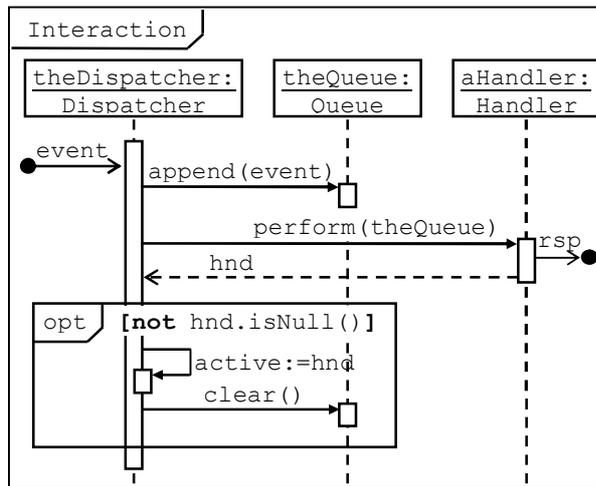 Interaction
theDispatcher:
Dispatcher
theQueue:
Queue
aHandler:
Handler
event
append(event)
perform(theQueue)
rsp
hnd
opt
[not hnd.isNull()]
active:=hnd
clear()